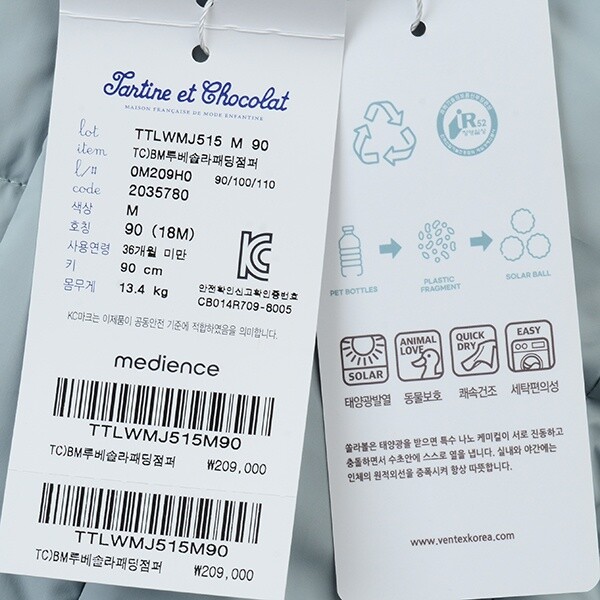 Tartine et Chocolat
MAISON FRANÇAISE DE MODE ENFANTINE
lot TTLWMJ515 M 90
item TC)BM루베숍라패딩점퍼
l/# 0M209H0 90/100/110
code 2035780
색상 M
호칭 90 (18M)
사용연령 36개월 미만
키 90 cm
몸무게 13.4 kg
안전확인신고확인증번호
CB014R709-8005
KC마크는 이제품이 공통안전 기준에 적합하였음을 의미합니다.
medience
TTLWMJ515M90
TC)BM루베숍라패딩점퍼 ₩209,000
TTLWMJ515M90
TC)BM루베숍라패딩점퍼 ₩209,000
iR 52
장영실상
PET BOTTLES
PLASTIC
FRAGMENT
SOLAR BALL
SOLAR
ANIMAL
LOVE
QUICK
DRY
EASY
태양광발열 동물보호 쾌속건조 세탁편의성
쏠라볼은 태양광을 받으면 특수 나노 케미컬이 서로 진동하고
충돌하면서 수초안에 스스로 열을 냅니다. 실내와 야간에는
인체의 원적외선을 증폭시켜 항상 따뜻합니다.
www.ventexkorea.com